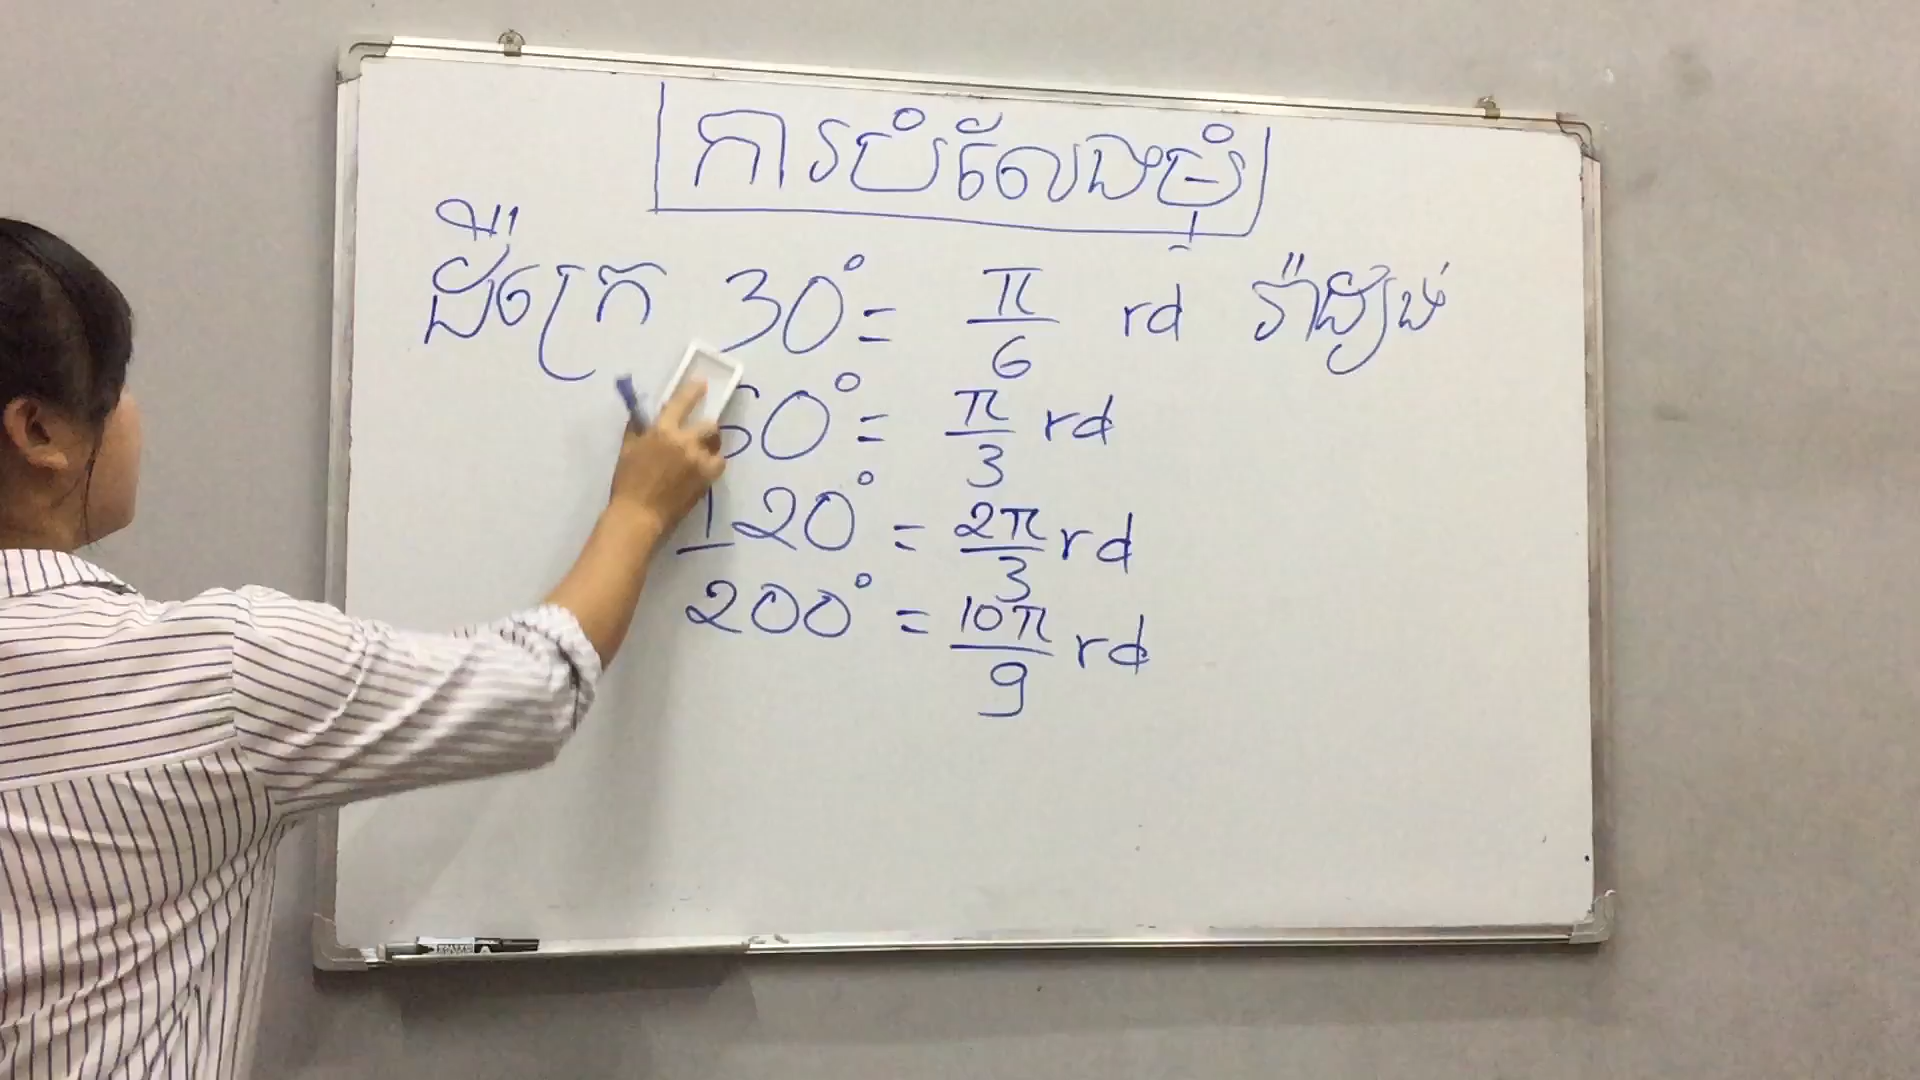 ការបំលែងមុំ
ដឺក្រេ 30° = π/6 rd រ៉ាដ្យង់
60° = π/3 rd
120° = 2π/3 rd
200° = 10π/9 rd